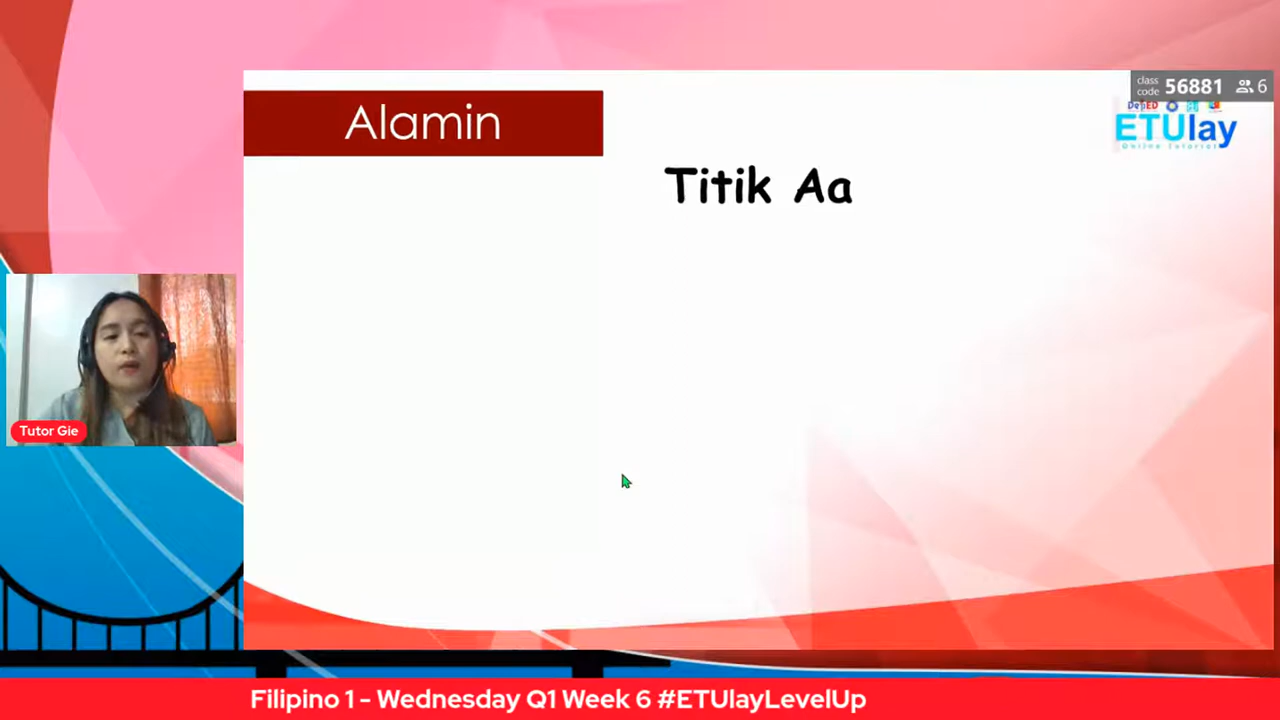 Alamin
class code 56881 6
DepED
ETUlay
Online Tutorial
Titik Aa
Tutor Gie
Filipino 1 - Wednesday Q1 Week 6 #ETUlayLevelUp